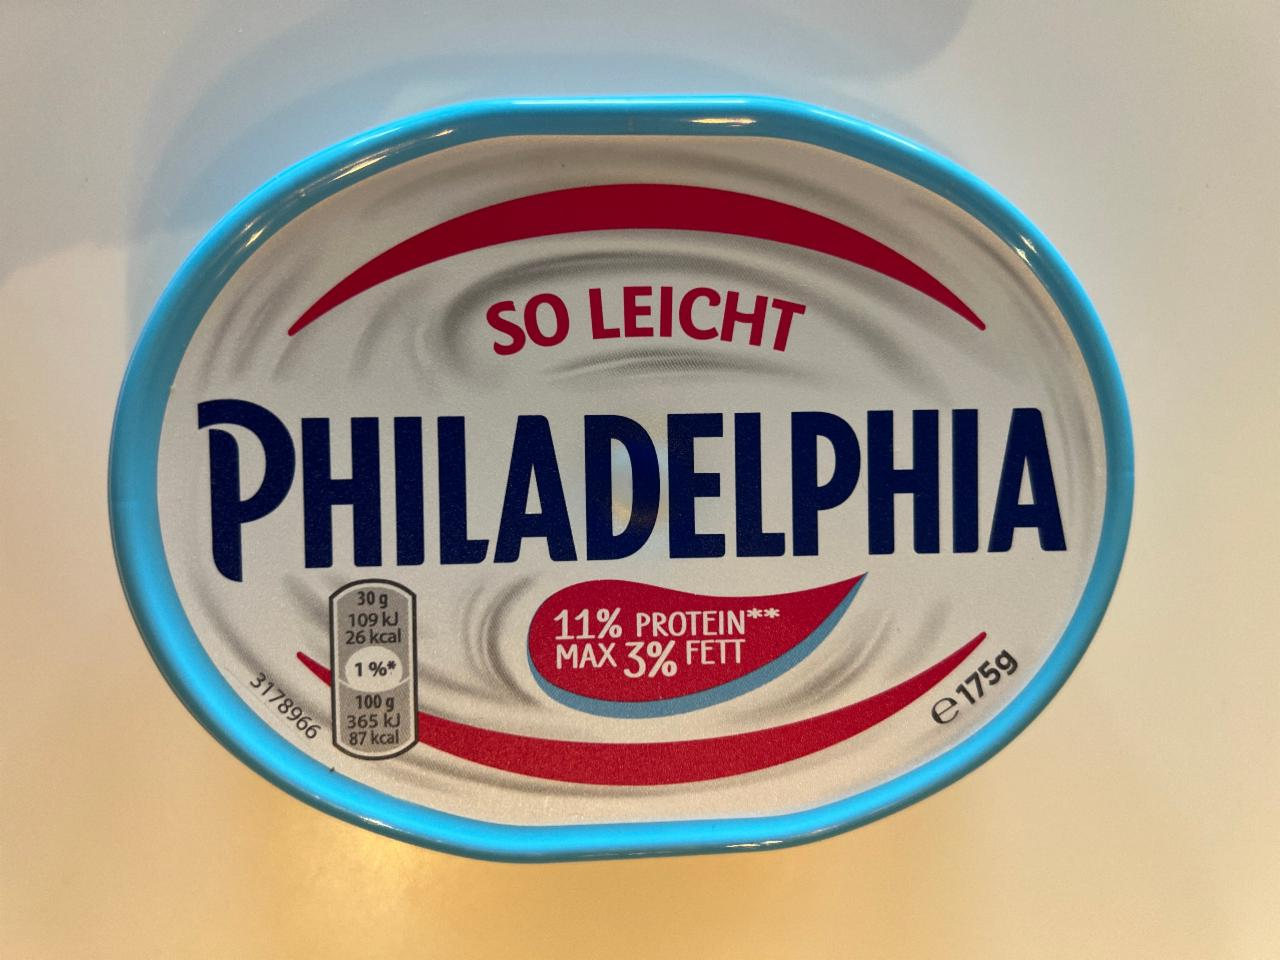 SO LEICHT
PHILADELPHIA
11% PROTEIN**
MAX 3% FETT
30 g
109 kJ
26 kcal
1 %*
100 g
365 kJ
87 kcal
3178966
℮ 175g